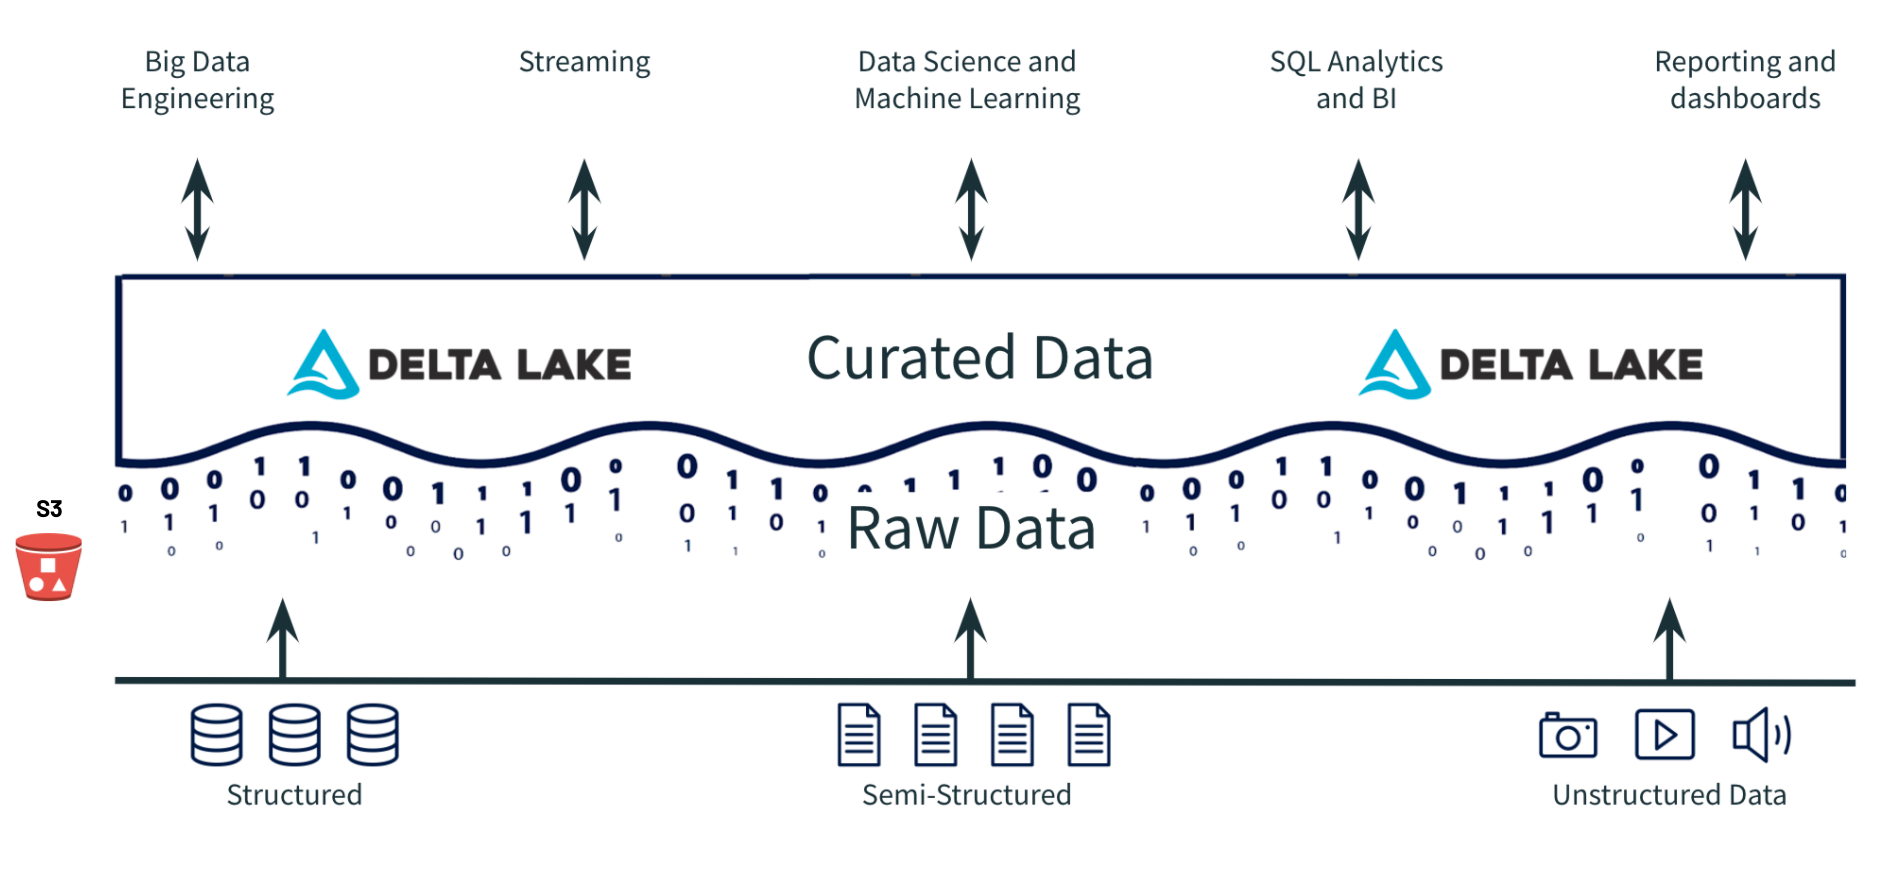 Big Data
Engineering
Streaming
Data Science and
Machine Learning
SQL Analytics
and BI
Reporting and
dashboards
DELTA LAKE
Curated Data
DELTA LAKE
S3
Raw Data
Structured
Semi-Structured
Unstructured Data